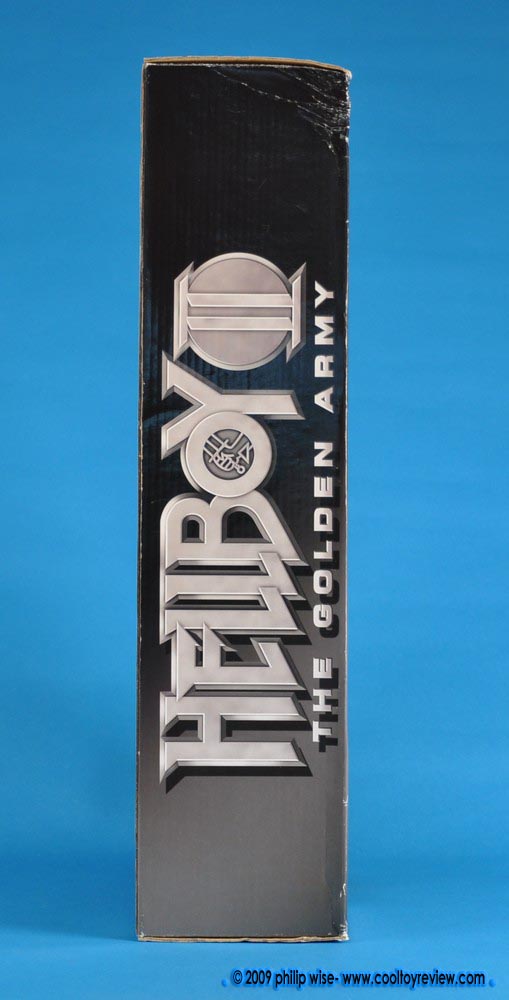 HELLBOY II
THE GOLDEN ARMY
© 2009 philip wise- www.cooltoyreview.com